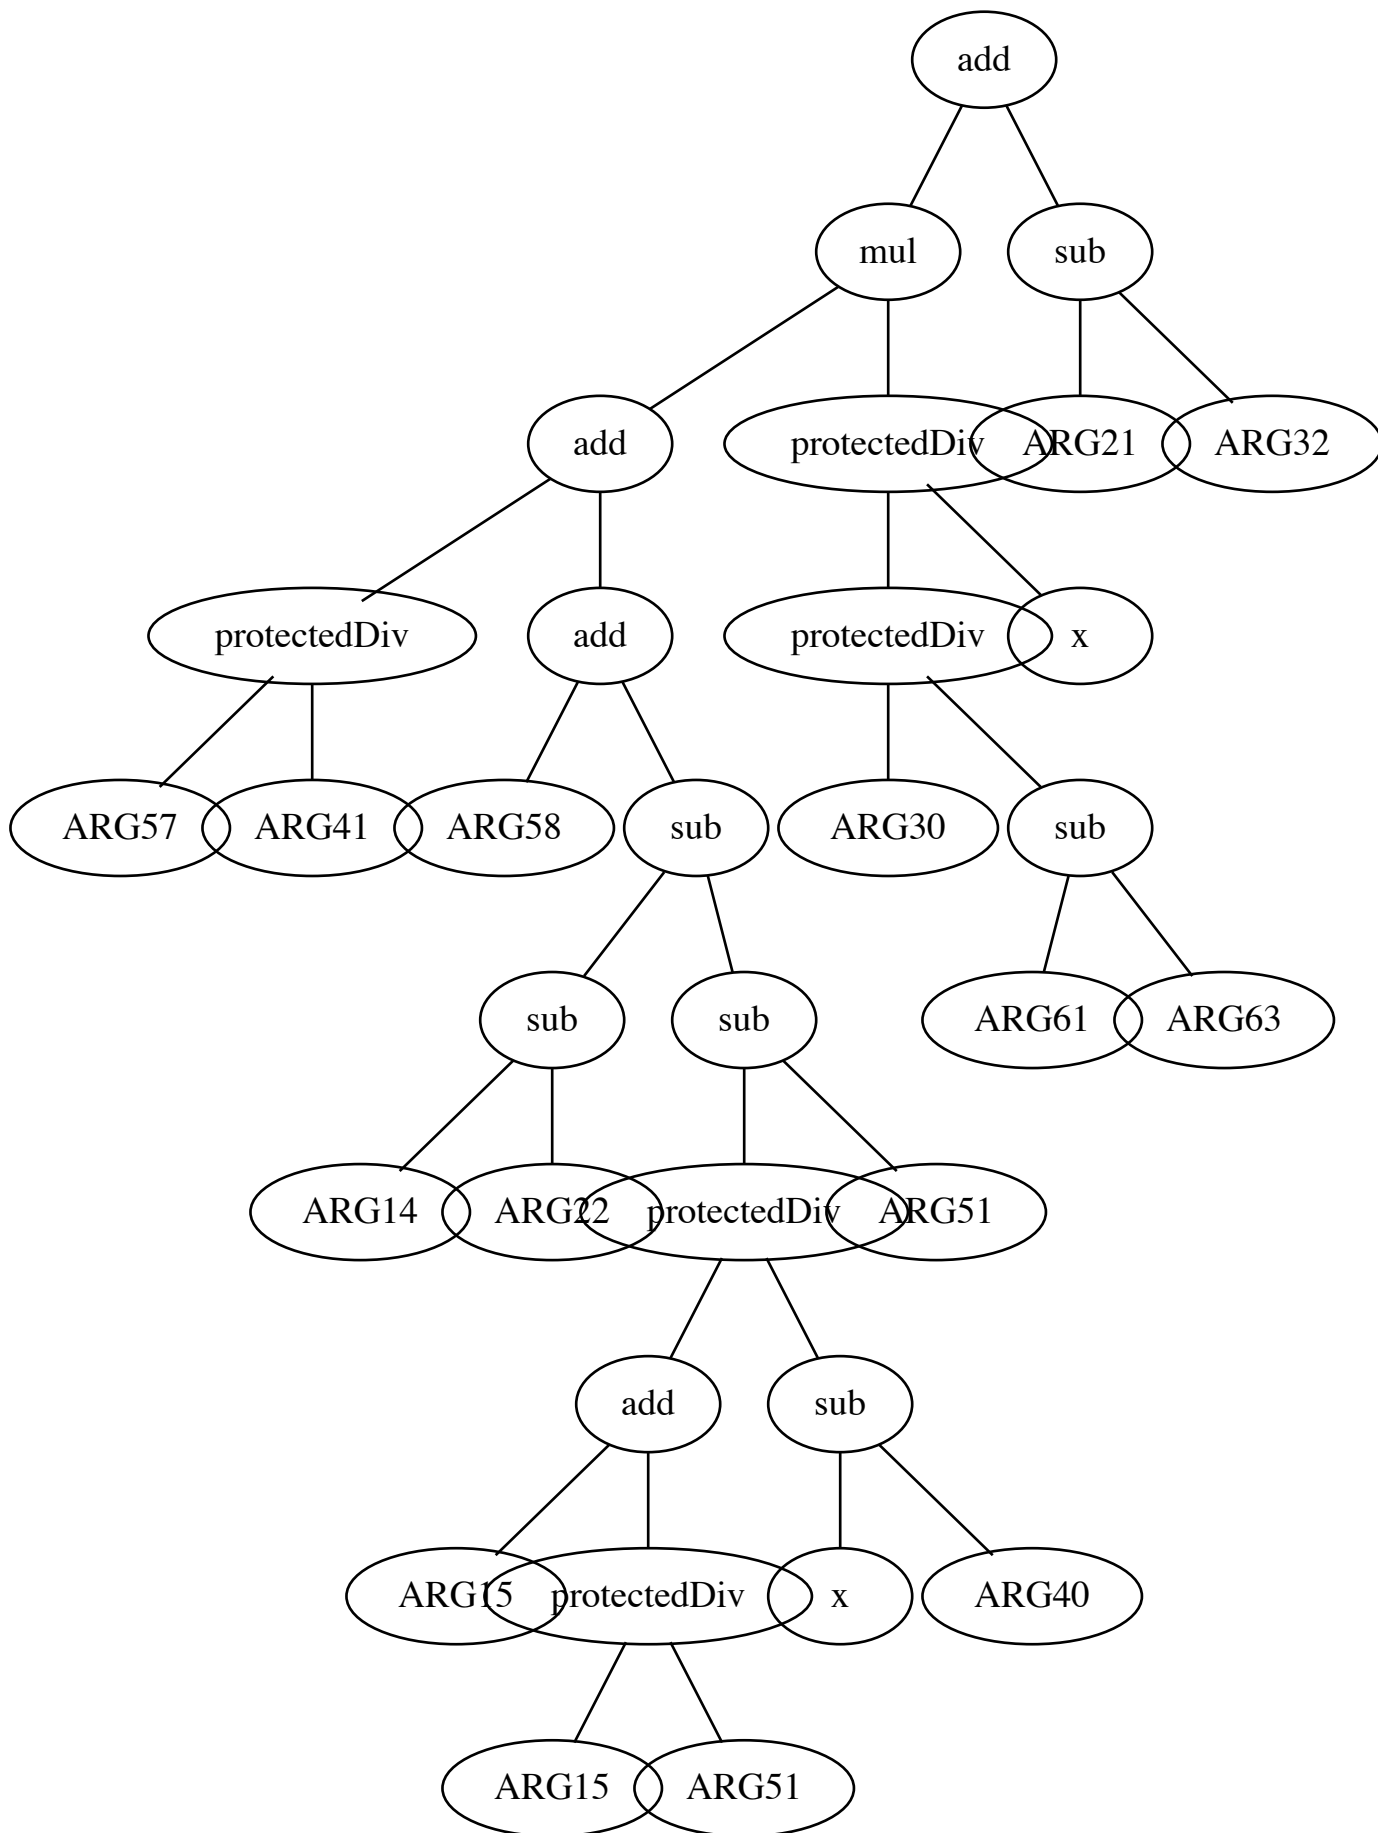 add
mul sub
add protectedDiv ARG21 ARG32
protectedDiv add protectedDiv x
ARG57 ARG41 ARG58 sub ARG30 sub
sub sub ARG61 ARG63
ARG14 ARG22 protectedDiv ARG51
add sub
ARG15 protectedDiv x ARG40
ARG15 ARG51